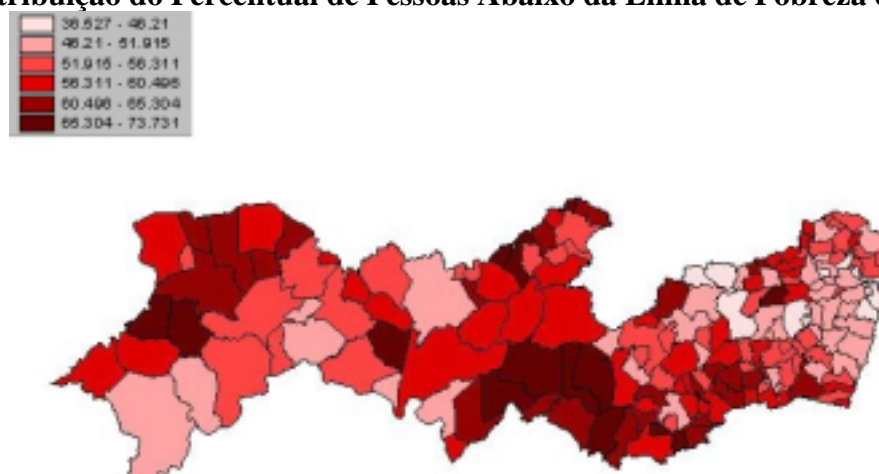 tribuição do Percentual de Pessoas Abaixo da Linha de Pobreza
36.527 - 46.21
46.21 - 51.915
51.915 - 56.311
56.311 - 60.496
60.496 - 65.304
65.304 - 73.731